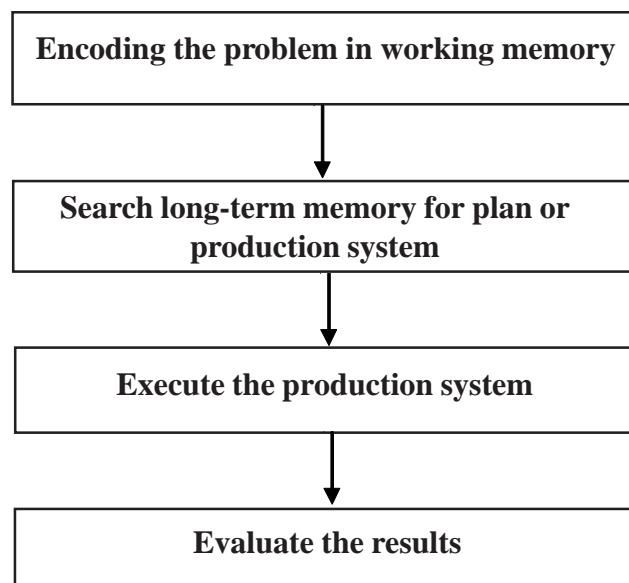 Encoding the problem in working memory
Search long-term memory for plan or
production system
Execute the production system
Evaluate the results